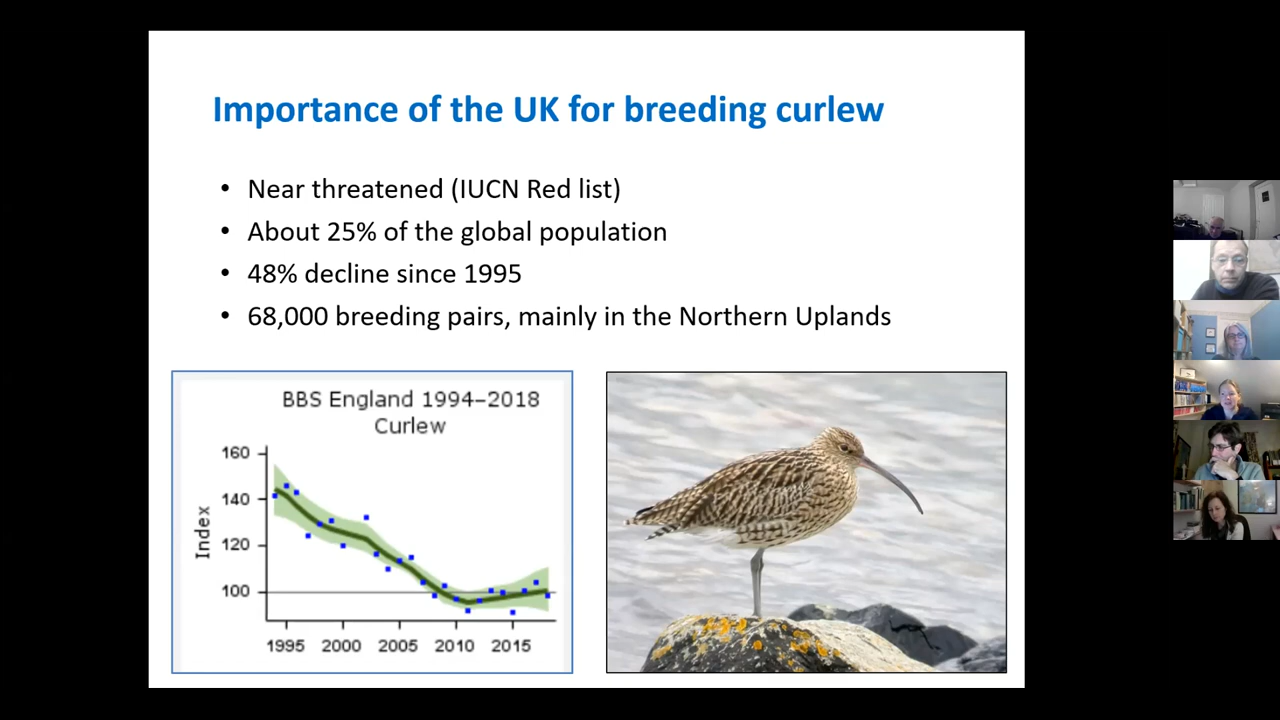 Importance of the UK for breeding curlew
• Near threatened (IUCN Red list)
• About 25% of the global population
• 48% decline since 1995
• 68,000 breeding pairs, mainly in the Northern Uplands
BBS England 1994–2018
Curlew
160
140
120
100
Index
1995 2000 2005 2010 2015